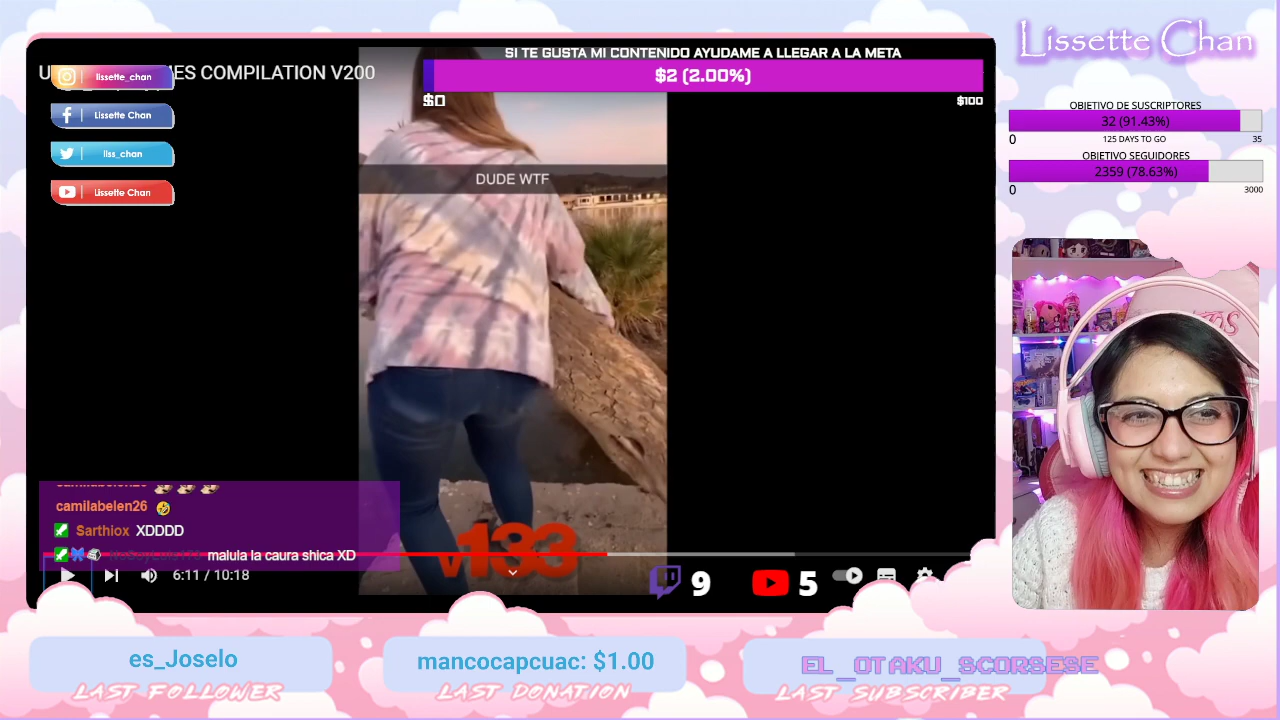 Lissette Chan
SI TE GUSTA MI CONTENIDO AYUDAME A LLEGAR A LA META
ES COMPILATION V200
$2 (2.00%)
$0
$100
lissette_chan
Lissette Chan
liss_chan
Lissette Chan
OBJETIVO DE SUSCRIPTORES
32 (91.43%)
0
125 DAYS TO GO
35
OBJETIVO SEGUIDORES
2359 (78.63%)
0
3000
DUDE WTF
camilabelen26
camilabelen26
Sarthiox XDDDD
malula la caura shica XD
v133
6:11 / 10:18
9
5
es_Joselo
LAST FOLLOWER
mancocapcuac: $1.00
LAST DONATION
EL_OTAKU_SCORSESE
LAST SUBSCRIBER